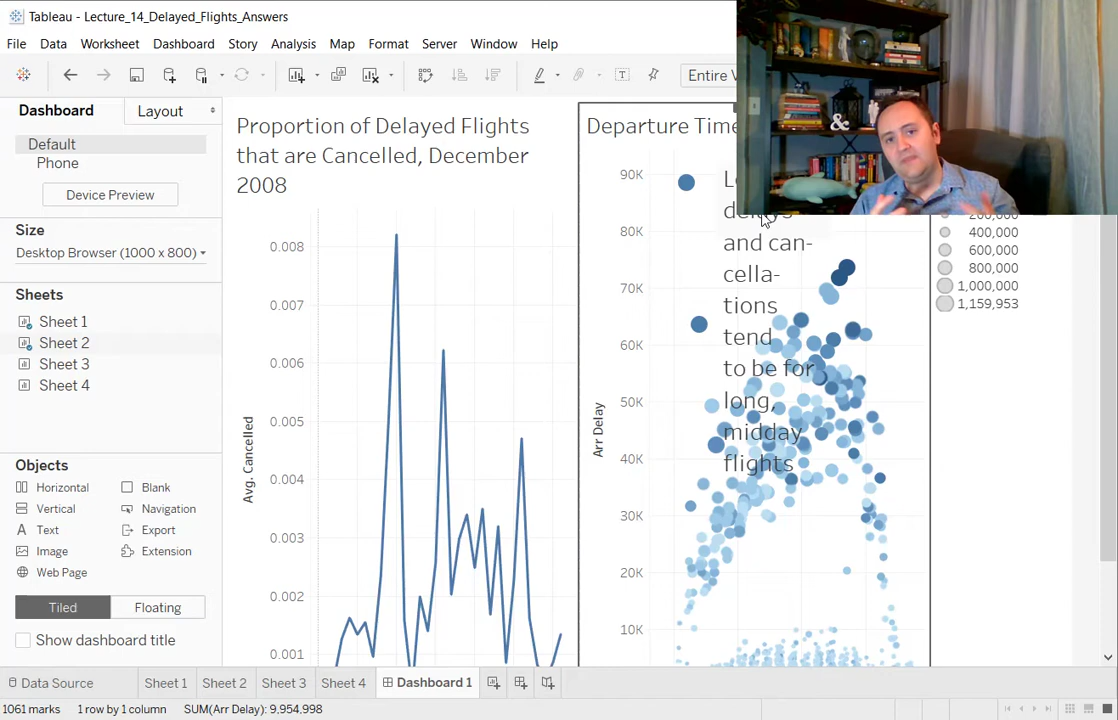 Tableau - Lecture_14_Delayed_Flights_Answers
File Data Worksheet Dashboard Story Analysis Map Format Server Window Help
Entire
Dashboard Layout
Default
Phone
Device Preview
Size
Desktop Browser (1000 x 800)
Sheets
Sheet 1
Sheet 2
Sheet 3
Sheet 4
Objects
Horizontal Blank
Vertical Navigation
A Text Export
Image Extension
Web Page
Tiled Floating
Show dashboard title
Proportion of Delayed Flights
that are Cancelled, December
2008
0.008
0.007
0.006
0.005
0.004
0.003
0.002
0.001
Avg. Cancelled
Departure Time
90K
80K
70K
60K
50K
40K
30K
20K
10K
Arr Delay
delays
and can-
cella-
tions
tend
to be for
long,
midday
flights
&
200,000
400,000
600,000
800,000
1,000,000
1,159,953
Data Source Sheet 1 Sheet 2 Sheet 3 Sheet 4 Dashboard 1
1061 marks 1 row by 1 column SUM(Arr Delay): 9,954,998